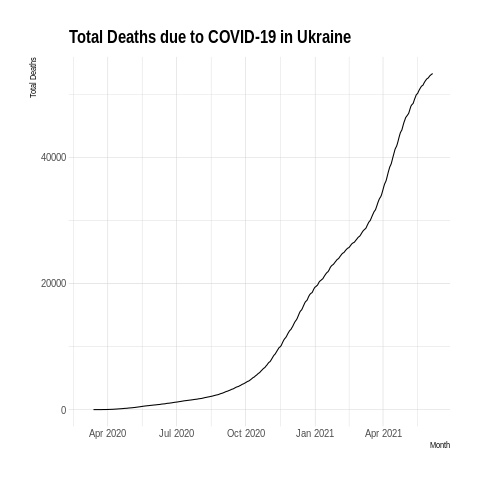 Total Deaths due to COVID-19 in Ukraine
Total Deaths
40000
20000
0
Apr 2020
Jul 2020
Oct 2020
Jan 2021
Apr 2021
Month